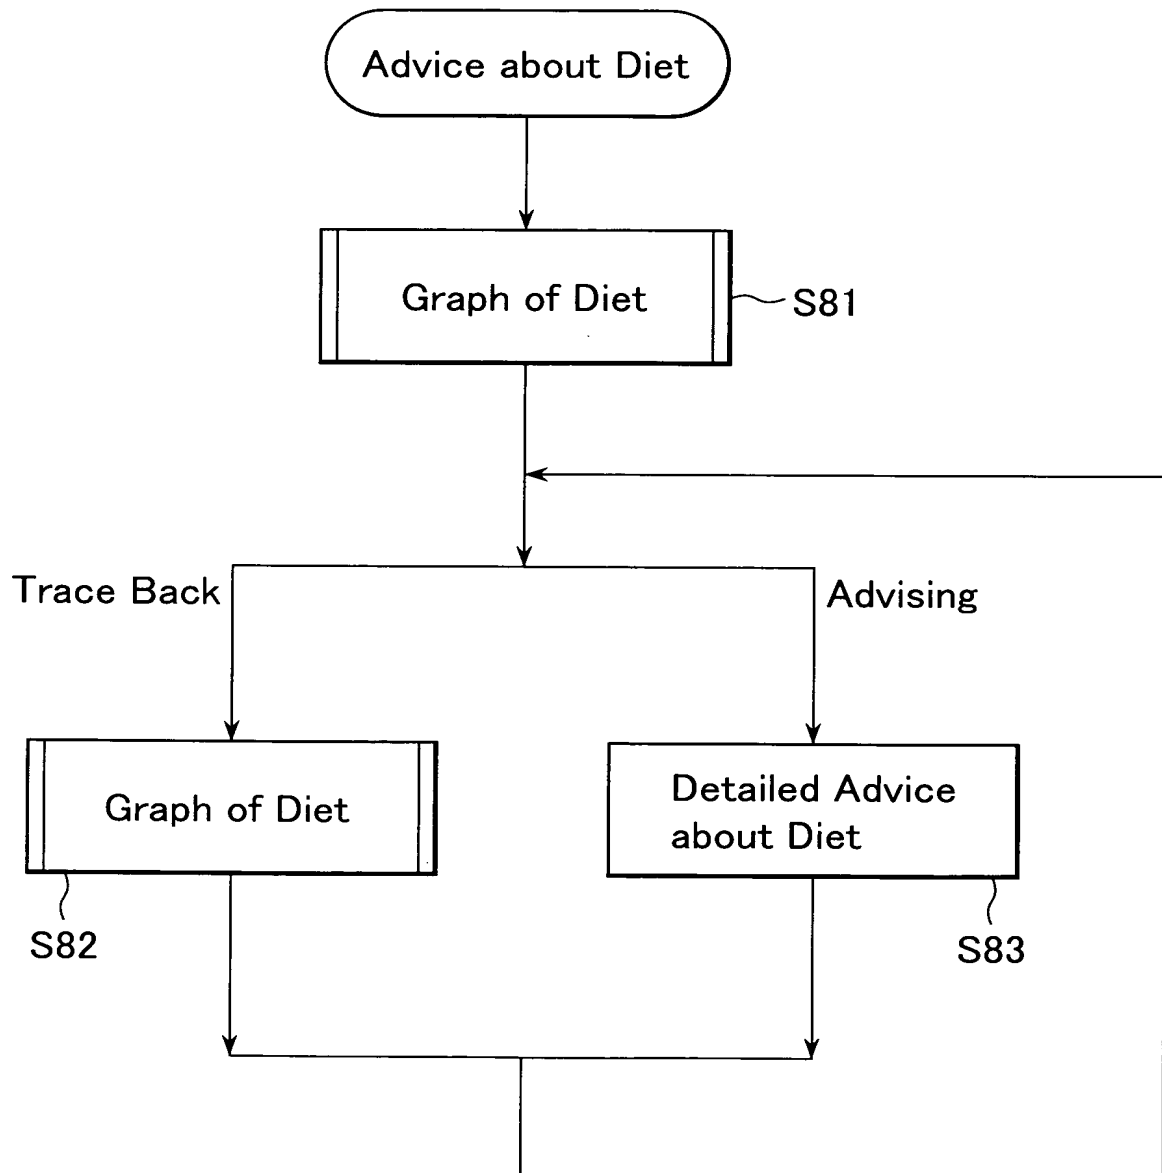 Advice about Diet
Graph of Diet
S81
Trace Back
Advising
Graph of Diet
Detailed Advice
about Diet
S82
S83